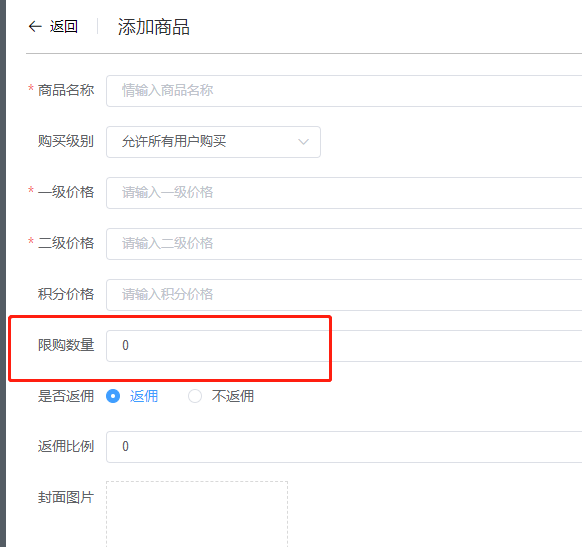 返回 添加商品
* 商品名称 情输入商品名称
购买级别 允许所有用户购买
* 一级价格 请输入一级价格
* 二级价格 请输入二级价格
积分价格 请输入积分价格
限购数量 0
是否返佣 返佣 不返佣
返佣比例 0
封面图片